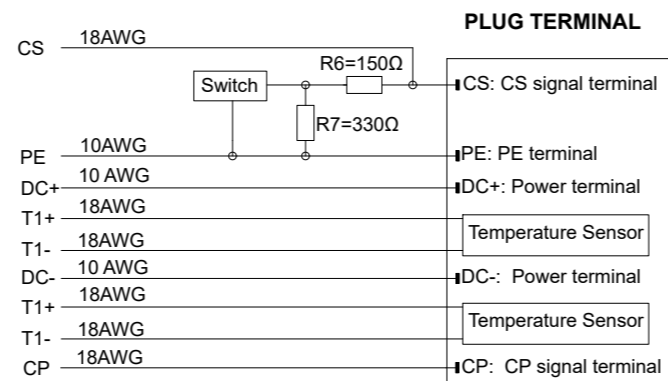 PLUG TERMINAL
CS 18AWG
R6=150Ω
Switch
CS: CS signal terminal
R7=330Ω
PE 10AWG
PE: PE terminal
DC+ 10 AWG
DC+: Power terminal
T1+ 18AWG
Temperature Sensor
T1- 18AWG
DC- 10 AWG
DC-: Power terminal
T1+ 18AWG
Temperature Sensor
T1- 18AWG
CP 18AWG
CP: CP signal terminal